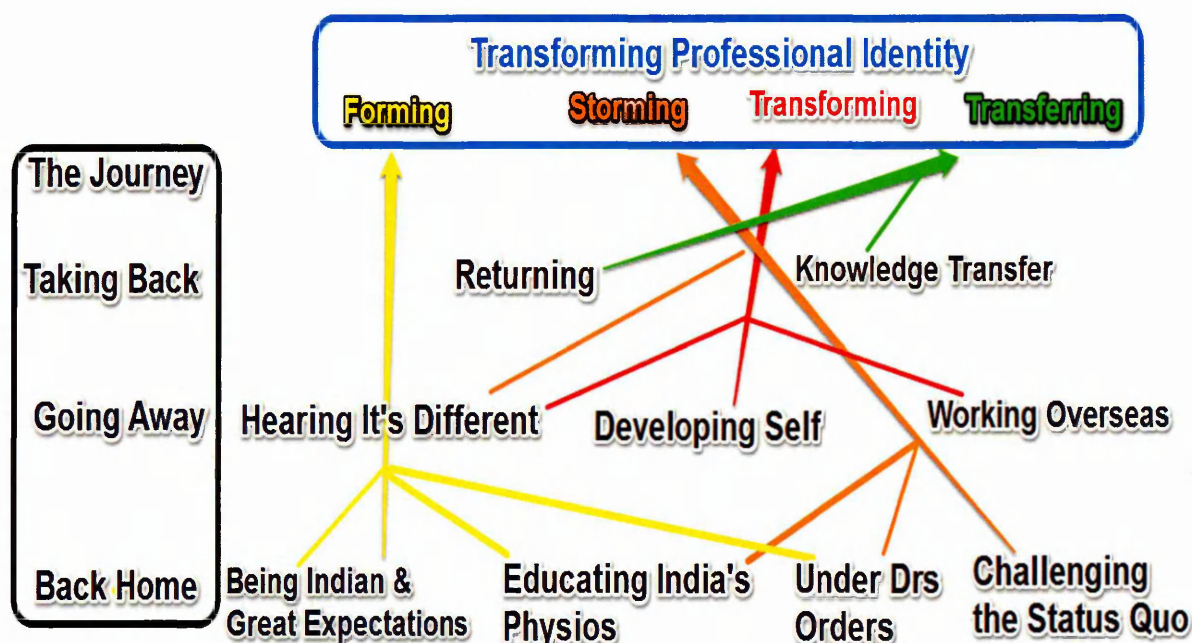 Transforming Professional Identity
Forming Storming Transforming Transferring
The Journey
Taking Back Returning Knowledge Transfer
Going Away Hearing It's Different Developing Self Working Overseas
Back Home Being Indian & Educating India's Under Drs Challenging
Great Expectations Physios Orders the Status Quo